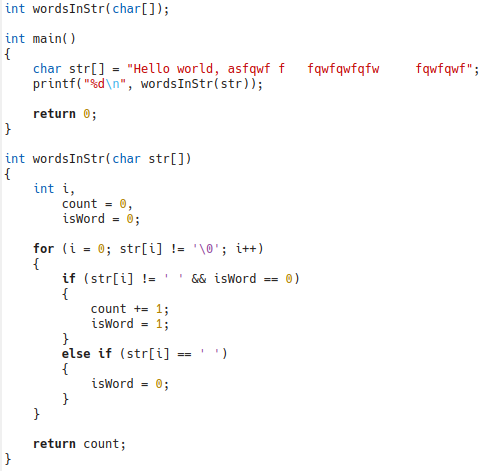 int wordsInStr(char[]);

int main()
{
    char str[] = "Hello world, asfqwf f   fqwfqwfqfw     fqwfqwf";
    printf("%d\n", wordsInStr(str));

    return 0;
}

int wordsInStr(char str[])
{
    int i,
        count = 0,
        isWord = 0;

    for (i = 0; str[i] != '\0'; i++)
    {
        if (str[i] != ' ' && isWord == 0)
        {
            count += 1;
            isWord = 1;
        }
        else if (str[i] == ' ')
        {
            isWord = 0;
        }
    }

    return count;
}